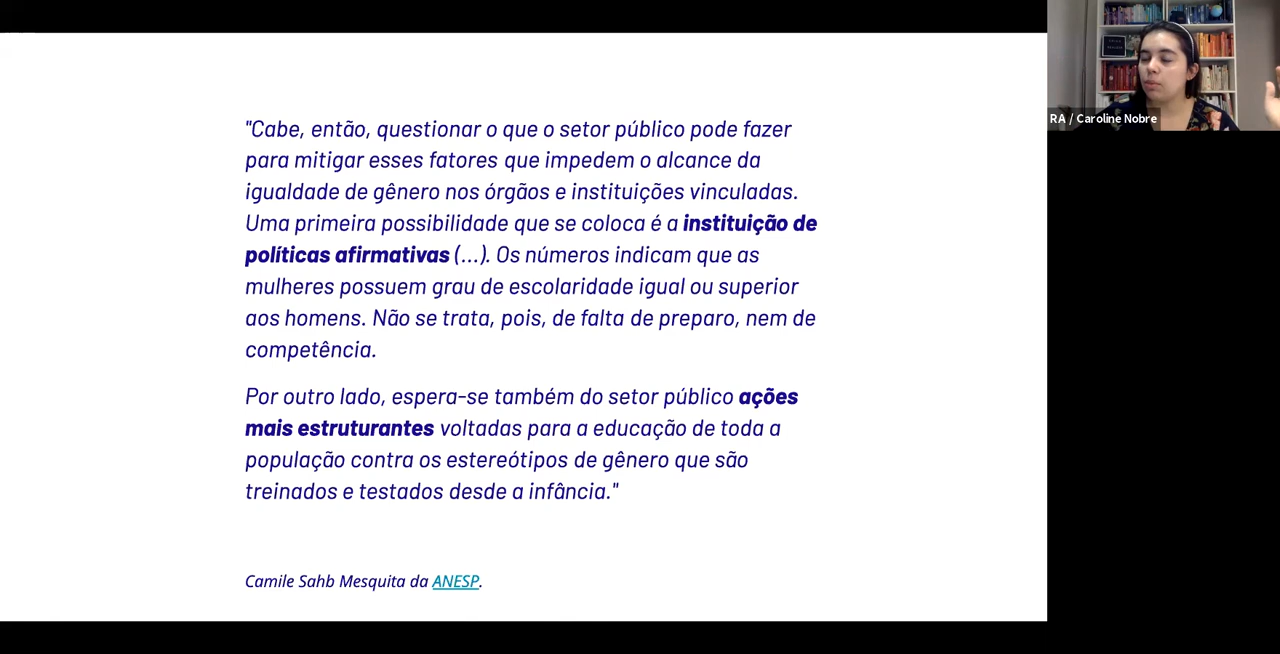 "Cabe, então, questionar o que o setor público pode fazer
para mitigar esses fatores que impedem o alcance da
igualdade de gênero nos órgãos e instituições vinculadas.
Uma primeira possibilidade que se coloca é a instituição de
políticas afirmativas (...). Os números indicam que as
mulheres possuem grau de escolaridade igual ou superior
aos homens. Não se trata, pois, de falta de preparo, nem de
competência.
Por outro lado, espera-se também do setor público ações
mais estruturantes voltadas para a educação de toda a
população contra os estereótipos de gênero que são
treinados e testados desde a infância."
Camile Sahb Mesquita da ANESP.
RA / Caroline Nobre